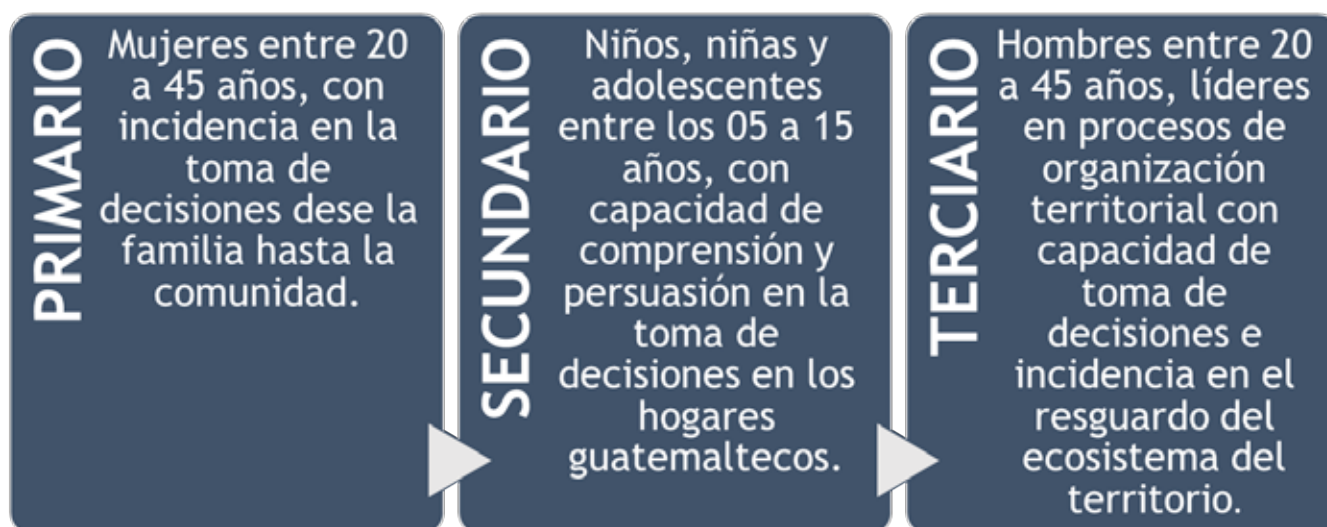 PRIMARIO
Mujeres entre 20
a 45 años, con
incidencia en la
toma de
decisiones dese la
familia hasta la
comunidad.
SECUNDARIO
Niños, niñas y
adolescentes
entre los 05 a 15
años, con
capacidad de
comprensión y
persuasión en la
toma de
decisiones en los
hogares
guatemaltecos.
TERCIARIO
Hombres entre 20
a 45 años, líderes
en procesos de
organización
territorial con
capacidad de
toma de
decisiones e
incidencia en el
resguardo del
ecosistema del
territorio.